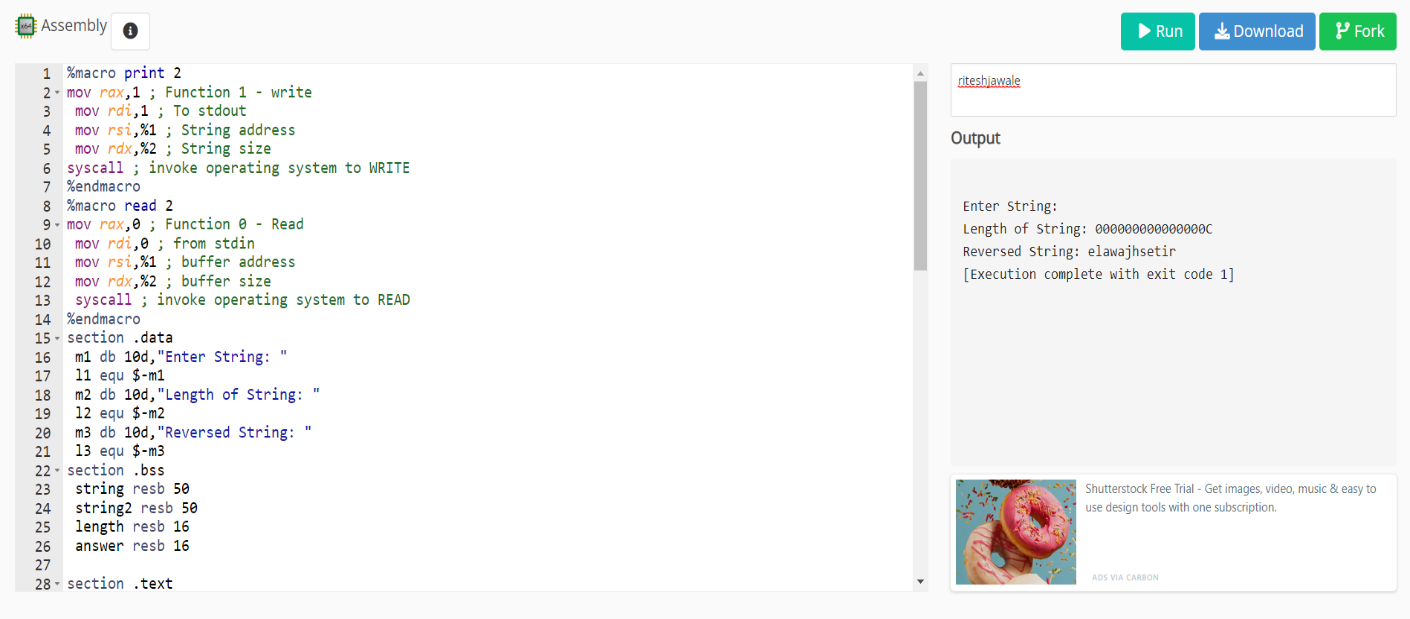 x64 Assembly
Run Download Fork
1 %macro print 2
2 mov rax,1 ; Function 1 - write
3 mov rdi,1 ; To stdout
4 mov rsi,%1 ; String address
5 mov rdx,%2 ; String size
6 syscall ; invoke operating system to WRITE
7 %endmacro
8 %macro read 2
9 mov rax,0 ; Function 0 - Read
10 mov rdi,0 ; from stdin
11 mov rsi,%1 ; buffer address
12 mov rdx,%2 ; buffer size
13 syscall ; invoke operating system to READ
14 %endmacro
15 section .data
16 m1 db 10d,"Enter String: "
17 l1 equ $-m1
18 m2 db 10d,"Length of String: "
19 l2 equ $-m2
20 m3 db 10d,"Reversed String: "
21 l3 equ $-m3
22 section .bss
23 string resb 50
24 string2 resb 50
25 length resb 16
26 answer resb 16
27
28 section .text
riteshjawale
Output
Enter String:
Length of String: 000000000000000C
Reversed String: elawajhsetir
[Execution complete with exit code 1]
Shutterstock Free Trial - Get images, video, music & easy to
use design tools with one subscription.
ADS VIA CARBON